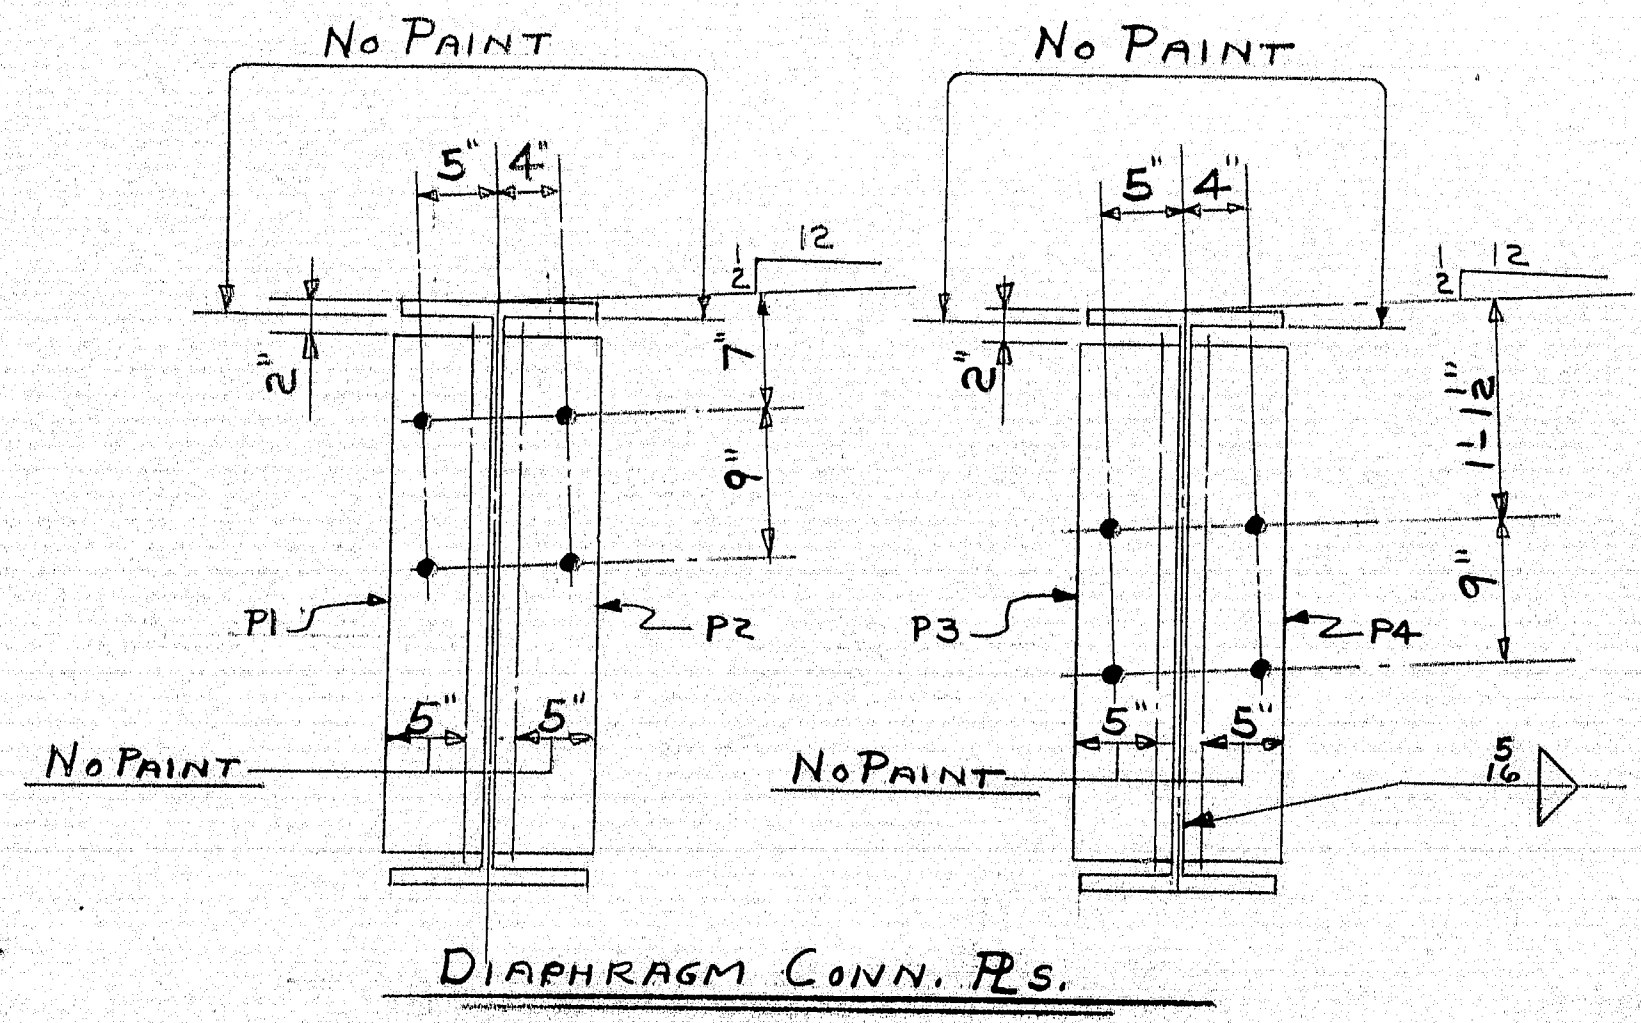 No PAINT
No PAINT
5" 4"
5" 4"
1/2 12
1/2 12
2"
7"
2"
1'-1 1/2"
9"
9"
P1
P2
P3
P4
5" 5"
5" 5"
No PAINT
No PAINT
5/16
DIAPHRAGM CONN. PLS.